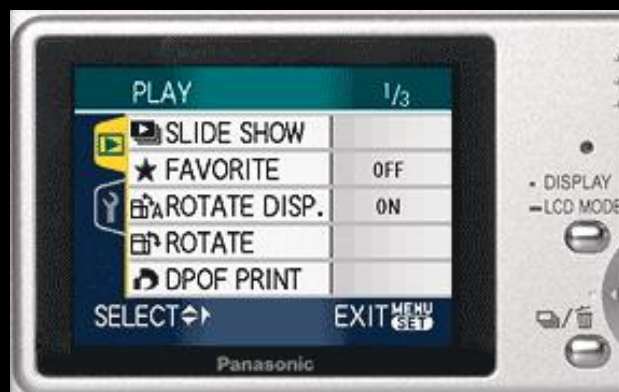 PLAY 1/3
SLIDE SHOW
FAVORITE OFF
ROTATE DISP. ON
ROTATE
DPOF PRINT
SELECT EXIT MENU SET
Panasonic
DISPLAY
LCD MODE